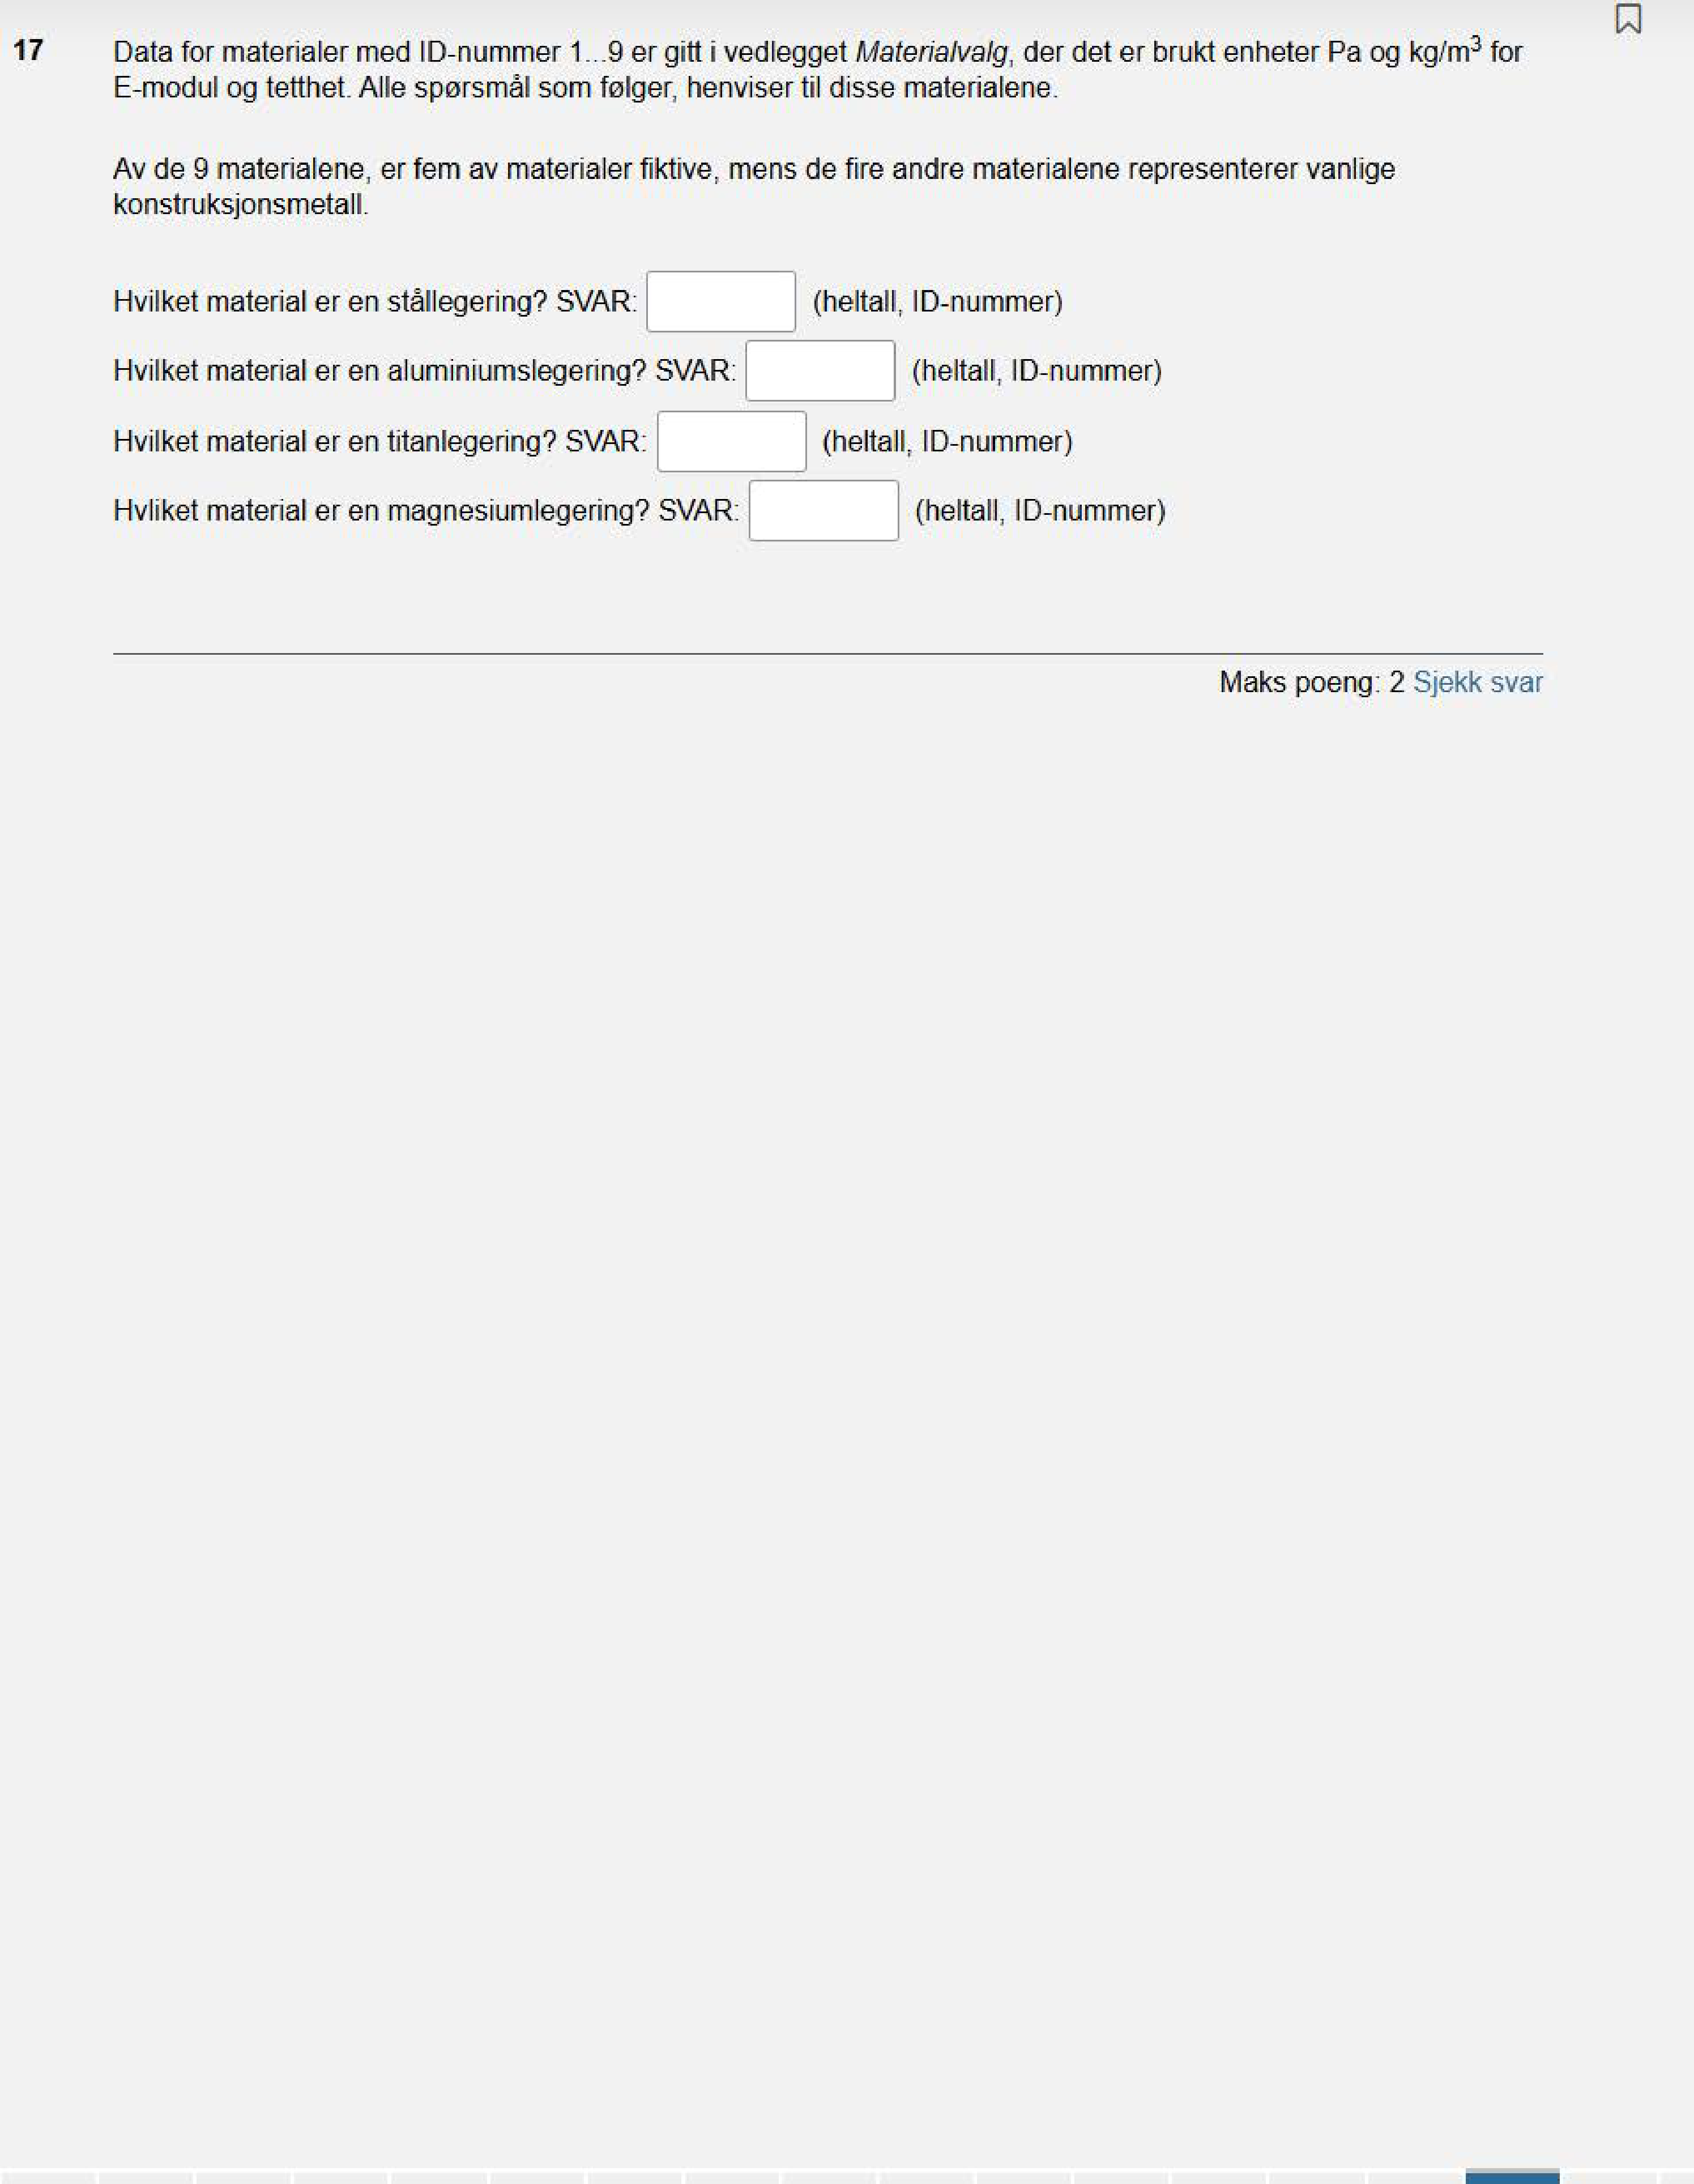 17 Data for materialer med ID-nummer 1...9 er gitt i vedlegget Materialvalg, der det er brukt enheter Pa og kg/m³ for
E-modul og tetthet. Alle spørsmål som følger, henviser til disse materialene.
Av de 9 materialene, er fem av materialer fiktive, mens de fire andre materialene representerer vanlige
konstruksjonsmetall.
Hvilket material er en stållegering? SVAR: (heltall, ID-nummer)
Hvilket material er en aluminiumslegering? SVAR: (heltall, ID-nummer)
Hvilket material er en titanlegering? SVAR: (heltall, ID-nummer)
Hvliket material er en magnesiumlegering? SVAR: (heltall, ID-nummer)
Maks poeng: 2 Sjekk svar